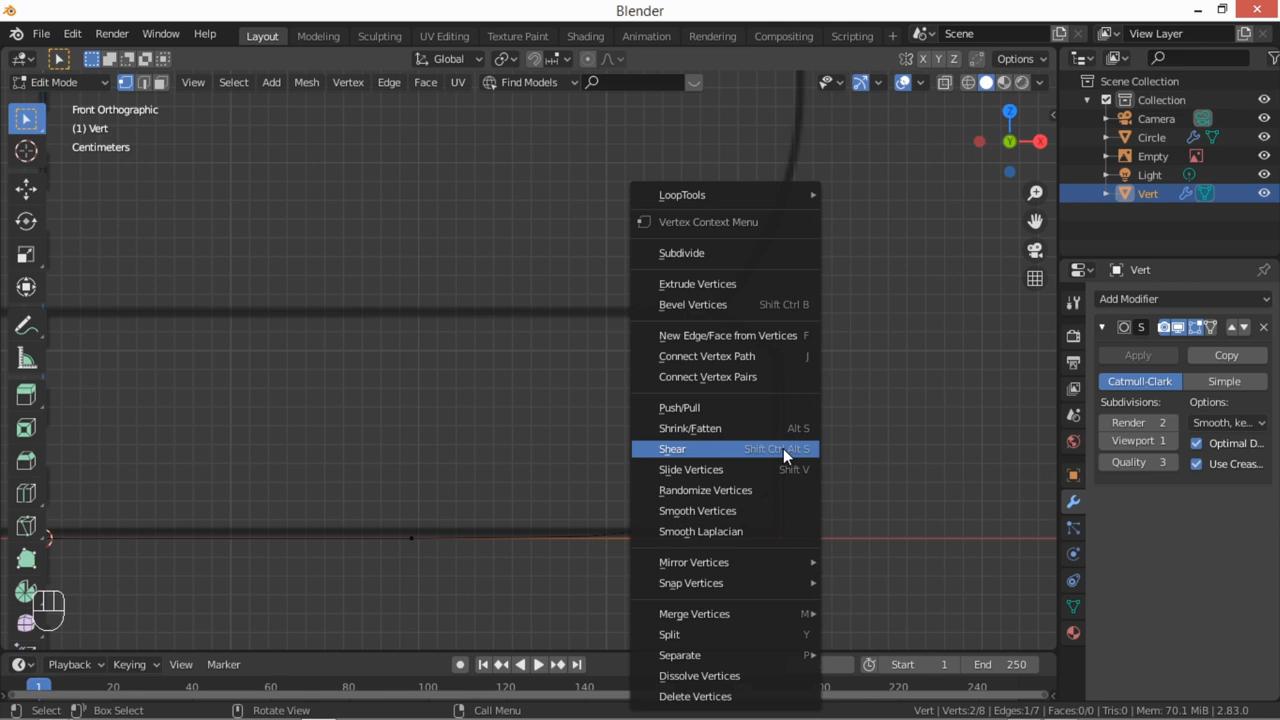 Blender
File Edit Render Window Help Layout Modeling Sculpting UV Editing Texture Paint Shading Animation Rendering Compositing Scripting + Scene View Layer
Global X Y Z Options
Edit Mode View Select Add Mesh Vertex Edge Face UV Find Models
Front Orthographic
(1) Vert
Centimeters
Z
X
Y
LoopTools
Vertex Context Menu
Subdivide
Extrude Vertices
Bevel Vertices Shift Ctrl B
New Edge/Face from Vertices F
Connect Vertex Path J
Connect Vertex Pairs
Push/Pull
Shrink/Fatten Alt S
Shear Shift Ctrl Alt S
Slide Vertices Shift V
Randomize Vertices
Smooth Vertices
Smooth Laplacian
Mirror Vertices
Snap Vertices
Merge Vertices M
Split Y
Separate P
Dissolve Vertices
Delete Vertices
Scene Collection
Collection
Camera
Circle
Empty
Light
Vert
Vert
Add Modifier
S
Apply Copy
Catmull-Clark Simple
Subdivisions: Options:
Render 2 Smooth, ke...
Viewport 1 Optimal D...
Quality 3 Use Creas...
Playback Keying View Marker Start 1 End 250
1 20 40 60 80 100 120 140 200 220 240
Select Box Select Rotate View Call Menu Vert | Verts:2/8 | Edges:1/7 | Faces:0/0 | Tris:0 | Mem: 70.1 MiB | 2.83.0